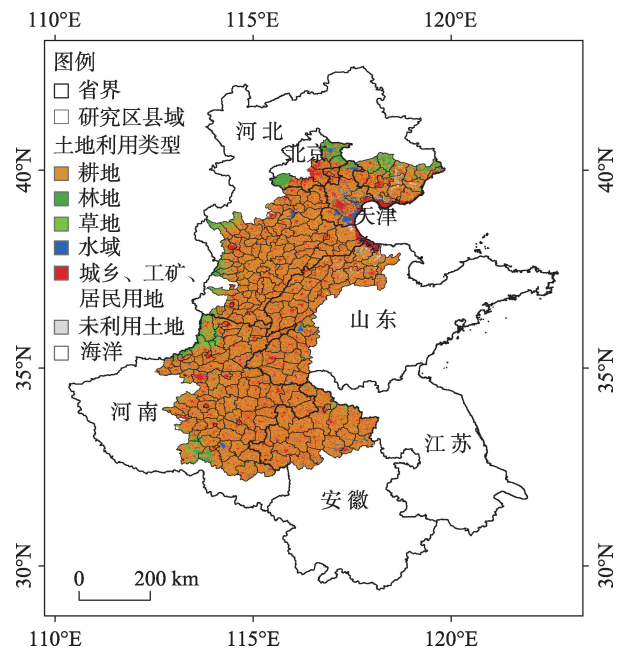 110°E 115°E 120°E
图例
省界
研究区县域
土地利用类型
耕地
林地
草地
水域
城乡、工矿、
居民用地
未利用土地
海洋
河北
北京
天津
山东
河南
江苏
安徽
40°N 40°N
35°N 35°N
30°N 30°N
0 200 km
110°E 115°E 120°E